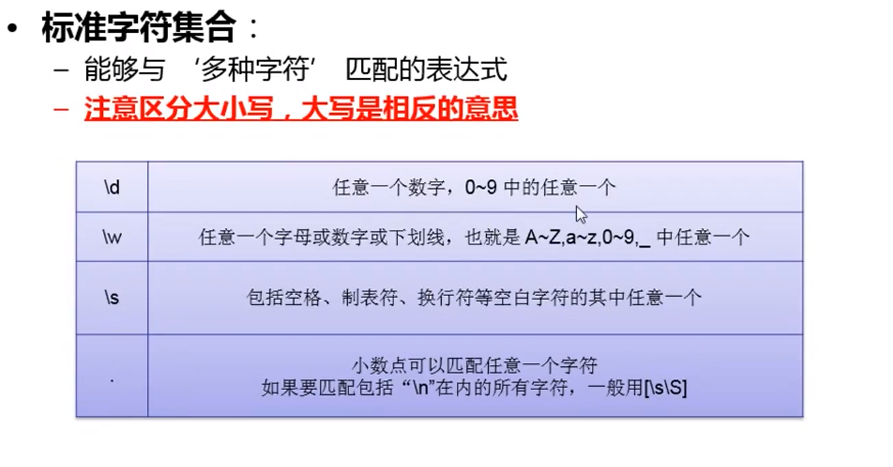 • 标准字符集合：
– 能够与 ‘多种字符’ 匹配的表达式
– 注意区分大小写，大写是相反的意思
\d 任意一个数字，0~9 中的任意一个
\w 任意一个字母或数字或下划线，也就是 A~Z,a~z,0~9,_ 中任意一个
\s 包括空格、制表符、换行符等空白字符的其中任意一个
. 小数点可以匹配任意一个字符
如果要匹配包括“\n”在内的所有字符，一般用[\s\S]